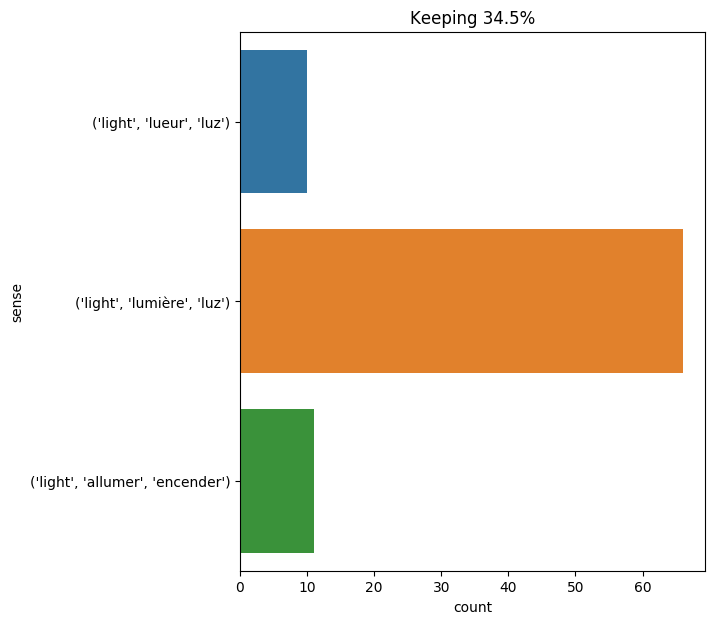 Keeping 34.5%
('light', 'lueur', 'luz')
('light', 'lumière', 'luz')
('light', 'allumer', 'encender')
sense
0 10 20 30 40 50 60
count